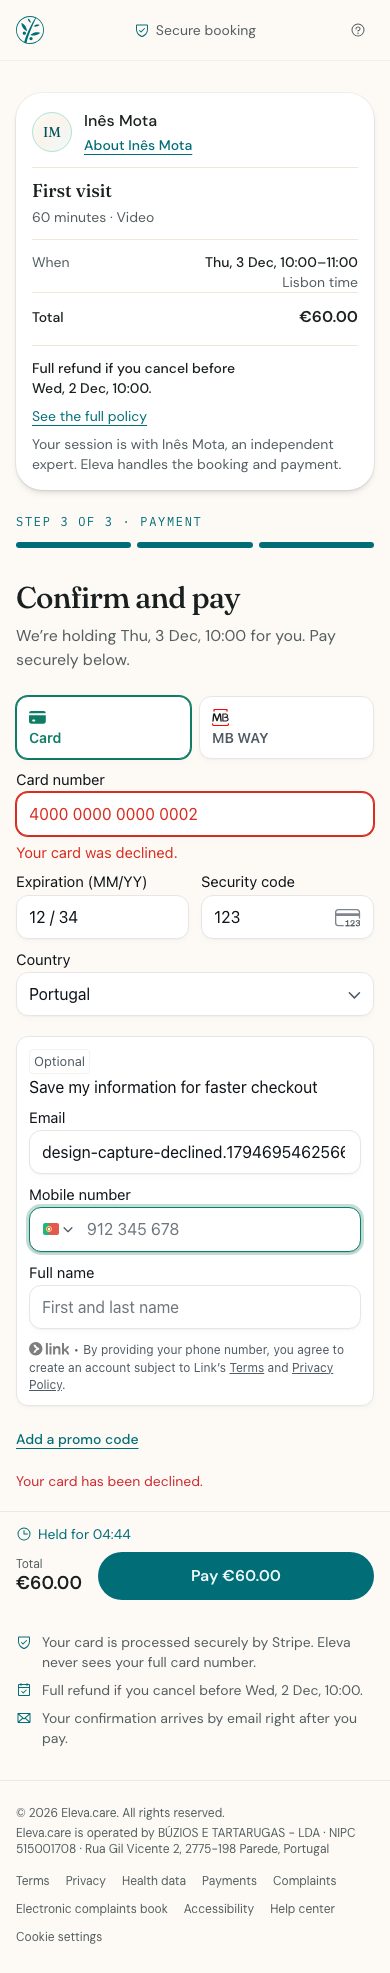 Secure booking
IM
Inês Mota
About Inês Mota
First visit
60 minutes · Video
When
Thu, 3 Dec, 10:00–11:00
Lisbon time
Total
€60.00
Full refund if you cancel before
Wed, 2 Dec, 10:00.
See the full policy
Your session is with Inês Mota, an independent
expert. Eleva handles the booking and payment.
STEP 3 OF 3 · PAYMENT
Confirm and pay
We’re holding Thu, 3 Dec, 10:00 for you. Pay
securely below.
Card
MB
MB WAY
Card number
4000 0000 0000 0002
Your card was declined.
Expiration (MM/YY)
Security code
12 / 34
123
123
Country
Portugal
Optional
Save my information for faster checkout
Email
design-capture-declined.1794695462566
Mobile number
912 345 678
Full name
First and last name
link • By providing your phone number, you agree to
create an account subject to Link’s Terms and Privacy
Policy.
Add a promo code
Your card has been declined.
Held for 04:44
Total
€60.00
Pay €60.00
Your card is processed securely by Stripe. Eleva
never sees your full card number.
Full refund if you cancel before Wed, 2 Dec, 10:00.
Your confirmation arrives by email right after you
pay.
© 2026 Eleva.care. All rights reserved.
Eleva.care is operated by BÚZIOS E TARTARUGAS - LDA · NIPC
515001708 · Rua Gil Vicente 2, 2775-198 Parede, Portugal
Terms Privacy Health data Payments Complaints
Electronic complaints book Accessibility Help center
Cookie settings